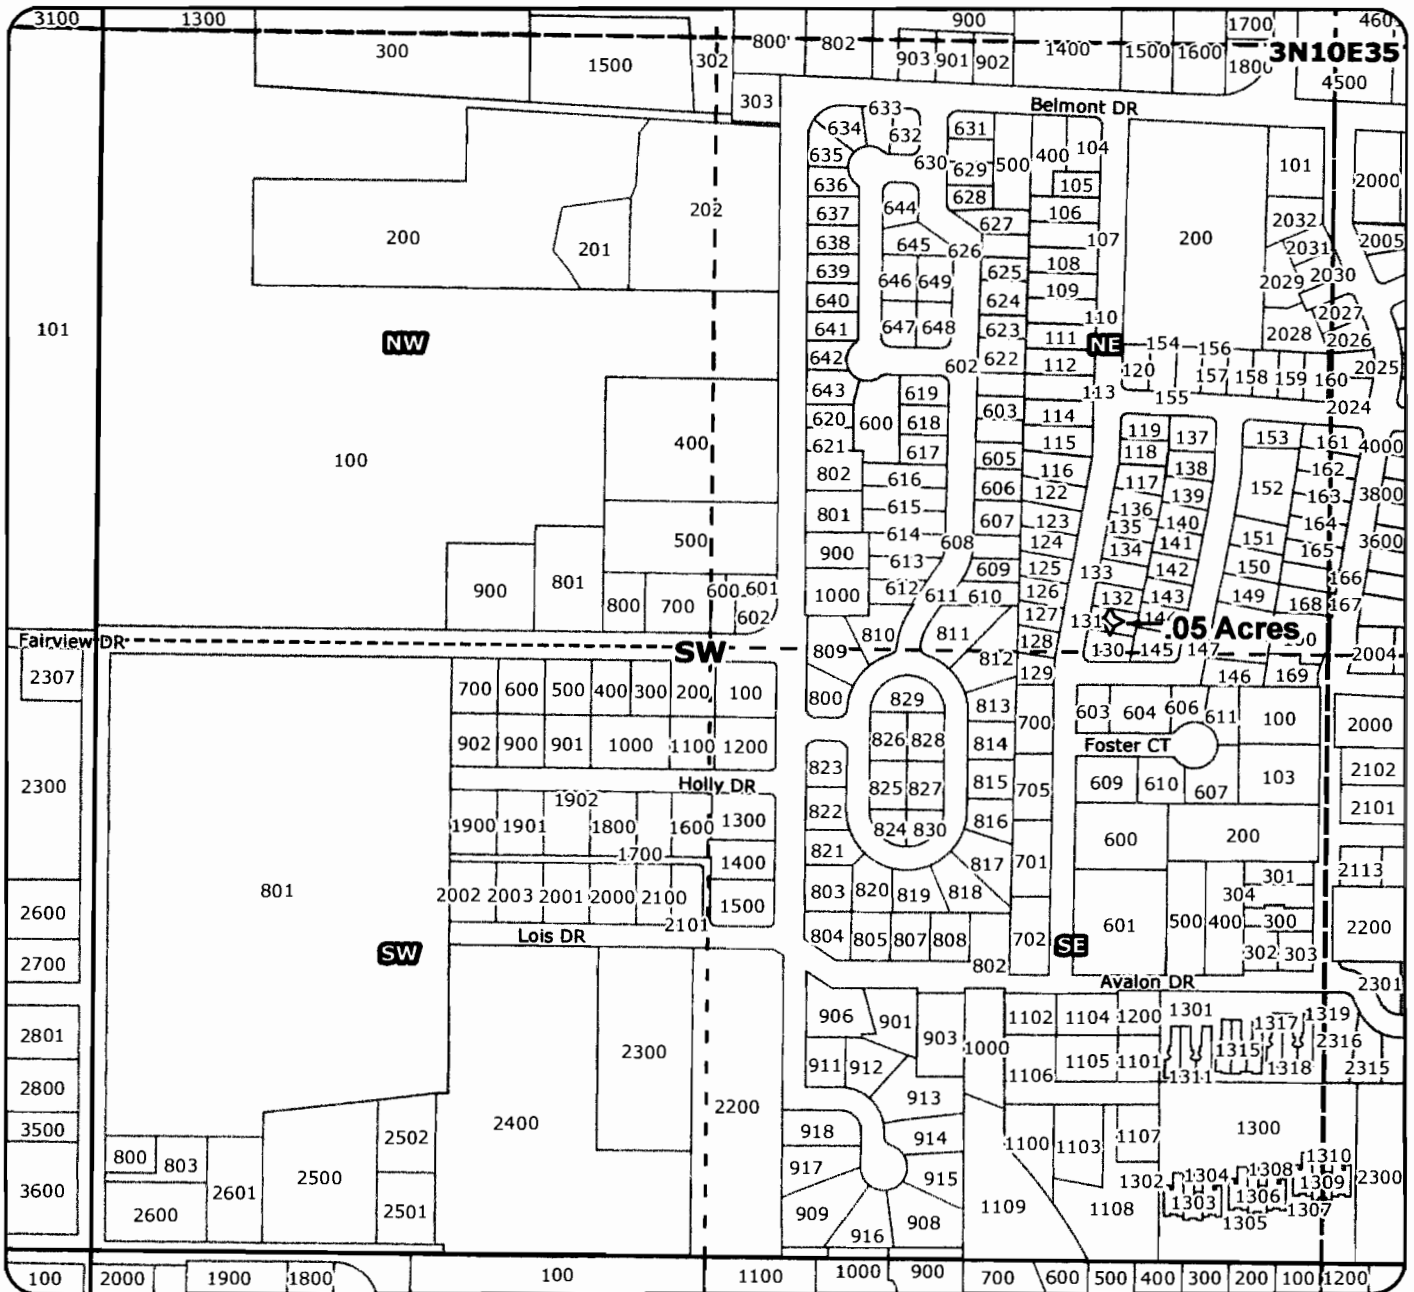 3100 1300 900 1700 460
300 1500 302 800 802 903 901 902 1400 1500 1600 1800 3N10E35
4500
303 Belmont DR
633 634 632 631 104
635 630 629 500 400 101
636 628 105 2000
200 201 202 637 644 627 106 200 2032
638 645 626 107 2031 2005
639 646 649 625 108 2029 2030
640 624 109 2027
101 641 647 648 623 110 2028 2026
NW 642 602 622 111 NE 154 156
112 120 157 158 159 160 2025
643 619 603 113 155 2024
620 600 618 114 119 137 153 161 4000
100 400 621 617 605 115 118
802 616 606 116 138 162
615 122 117 139 152 163 3800
801 614 607 123 136 140 164
500 608 124 135 141 151 3600
900 613 609 134 165
900 801 800 700 600 601 602 1000 612 611 610 125 133 142 150 166
126 132 143 149 168 167
127 131
810 811 128 .05 Acres
Fairview DR SW 809 812 130 145 147 2004
2307 129 146 169
700 600 500 400 300 200 100 800 829 813 700 603 604 606 611 100 2000
902 900 901 1000 1100 1200 826 828 814 Foster CT
2300 Holly DR 823 825 827 815 705 609 610 607 103 2102
1900 1901 1902 1800 1600 1300 822 824 830 816 2101
1700 1400 821 817 701 600 200
801 2002 2003 2001 2000 2100 1500 803 820 819 818 304 301 2113
2600 2101 601 500 400 300 2200
Lois DR 804 805 807 808 702 SE 302 303
2700 SW 802 Avalon DR 2301
906 901 1102 1104 1200 1301 1317 1319
2801 2300 903 1000 1105 1101 1315 2316
911 912 1106 1311 1318 2315
2800 2400 2200 913
3500 2502 918 914 1100 1103 1107 1300
800 803 917 915 1302 1304 1308 1310
3600 2601 2500 1109 1108 1303 1306 1309 2300
2600 2501 909 916 908 1305 1307
100 2000 1900 1800 100 1100 1000 900 700 600 500 400 300 200 100 1200